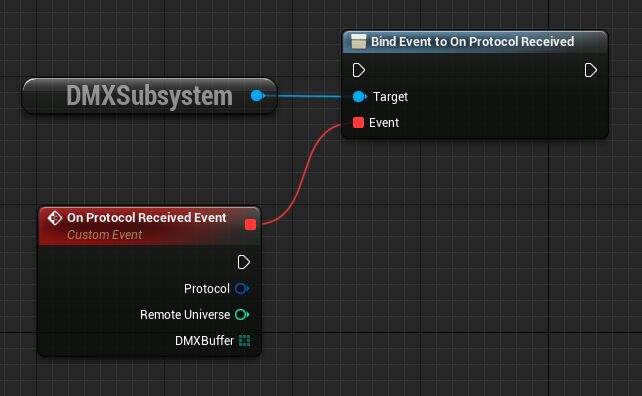 Bind Event to On Protocol Received
DMXSubsystem
Target
Event
On Protocol Received Event
Custom Event
Protocol
Remote Universe
DMXBuffer